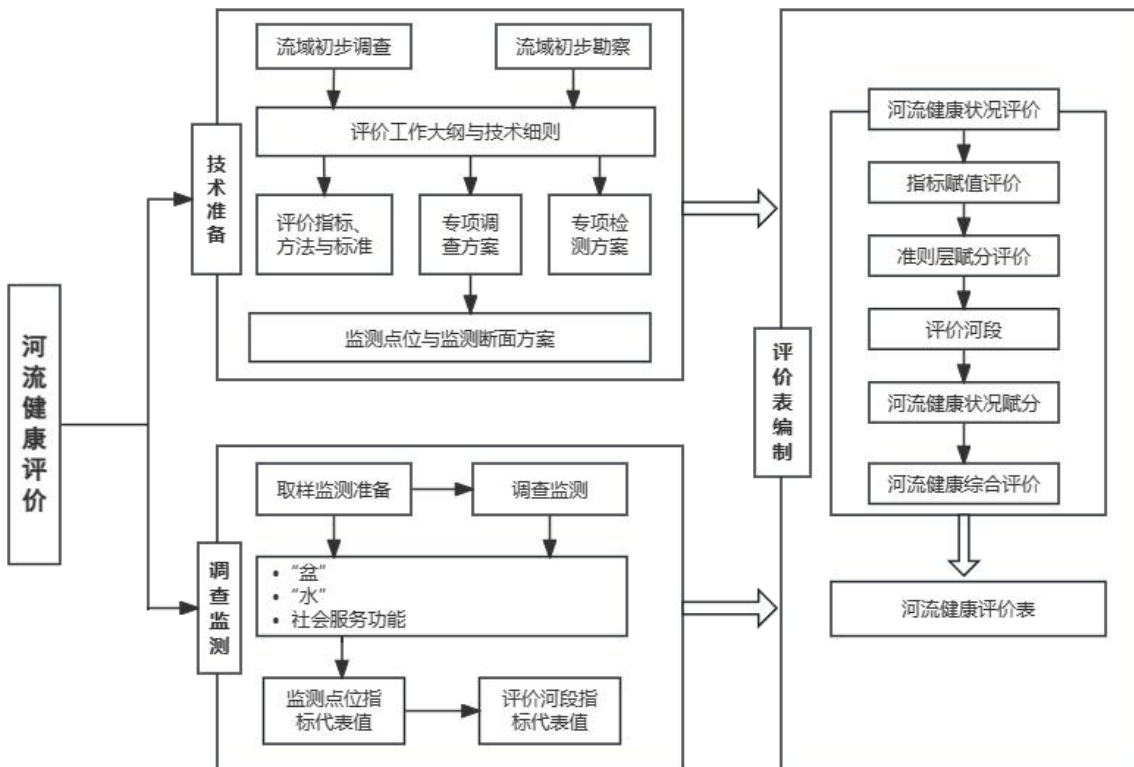 河流健康评价
技术准备
流域初步调查
流域初步勘察
评价工作大纲与技术细则
评价指标、
方法与标准
专项调
查方案
专项检
测方案
监测点位与监测断面方案
调查监测
取样监测准备
调查监测
• “盆”
• “水”
• 社会服务功能
监测点位指
标代表值
评价河段指
标代表值
评价表编制
河流健康状况评价
指标赋值评价
准则层赋分评价
评价河段
河流健康状况赋分
河流健康综合评价
河流健康评价表